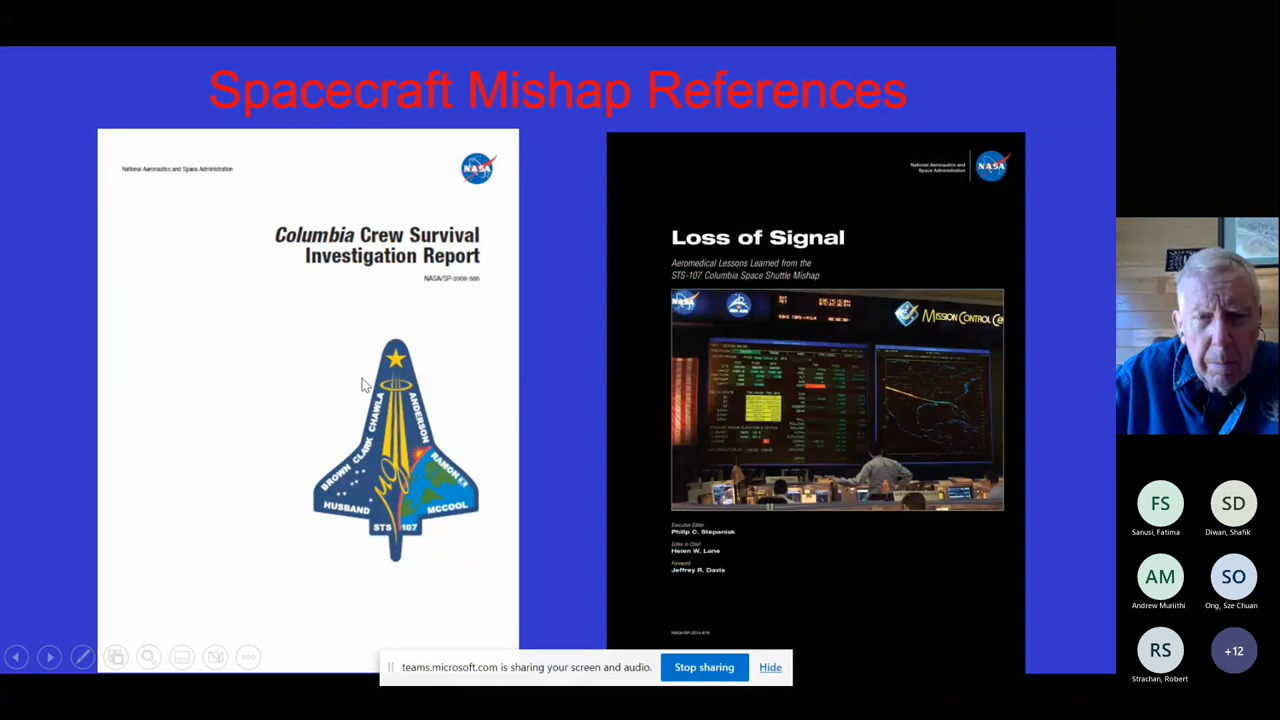 Spacecraft Mishap References
National Aeronautics and Space Administration
NASA
Columbia Crew Survival
Investigation Report
NASA/SP-2008-565
BROWN CLARK CHAWLA
ANDERSON
RAMON
HUSBAND
MCCOOL
STS 107
National Aeronautics and
Space Administration
NASA
Loss of Signal
Aeromedical Lessons Learned from the
STS-107 Columbia Space Shuttle Mishap
NASA
MISSION CONTROL CE
Executive Editor
Philip C. Stepaniak
Editor in Chief
Helen W. Lane
Foreword
Jeffrey R. Davis
teams.microsoft.com is sharing your screen and audio.
Stop sharing
Hide
FS
Sanusi, Fatima
SD
Diwan, Shafik
AM
Andrew Muriithi
SO
Ong, Sze Chuan
RS
Strachan, Robert
+12